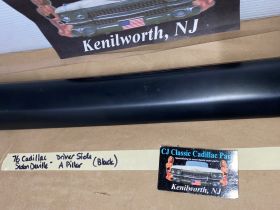 Kenilworth, NJ
'76 Cadillac Driver Side
Sedan Deville - A Pillar (Black)
CJ Classic Cadillac Parts
Kenilworth, NJ